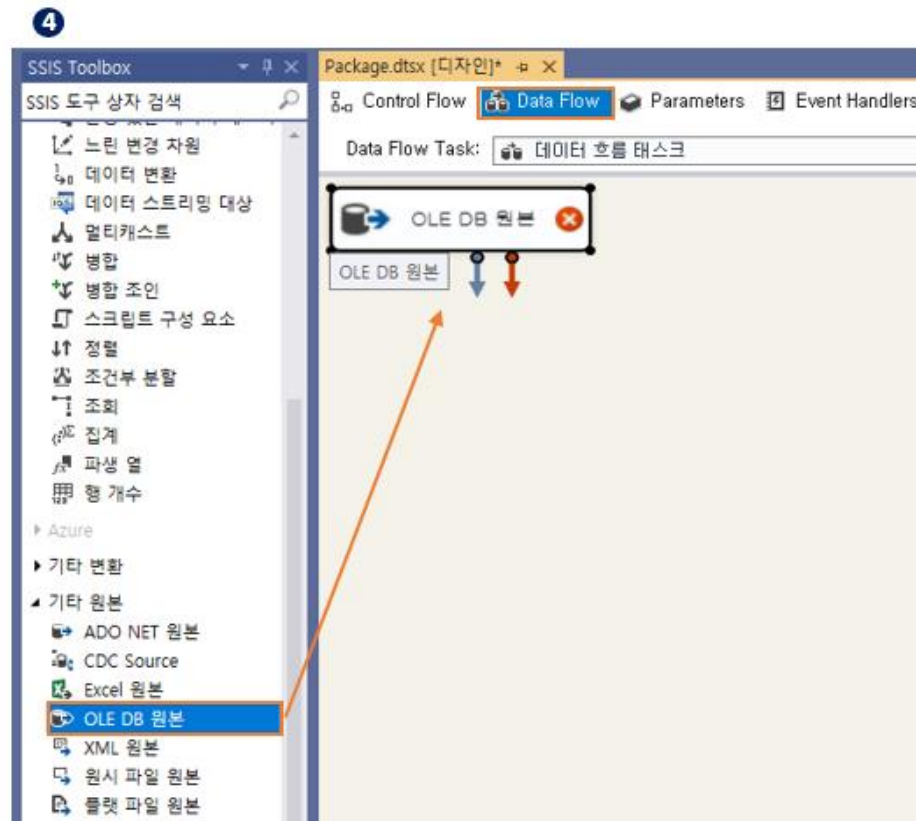 4
SSIS Toolbox
Package.dtsx [디자인]*
SSIS 도구 상자 검색
Control Flow
Data Flow
Parameters
Event Handlers
Data Flow Task:
데이터 흐름 태스크
느린 변경 차원
데이터 변환
데이터 스트리밍 대상
멀티캐스트
병합
병합 조인
스크립트 구성 요소
정렬
조건부 분할
조회
집계
파생 열
행 개수
Azure
기타 변환
기타 원본
ADO NET 원본
CDC Source
Excel 원본
OLE DB 원본
XML 원본
원시 파일 원본
플랫 파일 원본
OLE DB 원본
OLE DB 원본